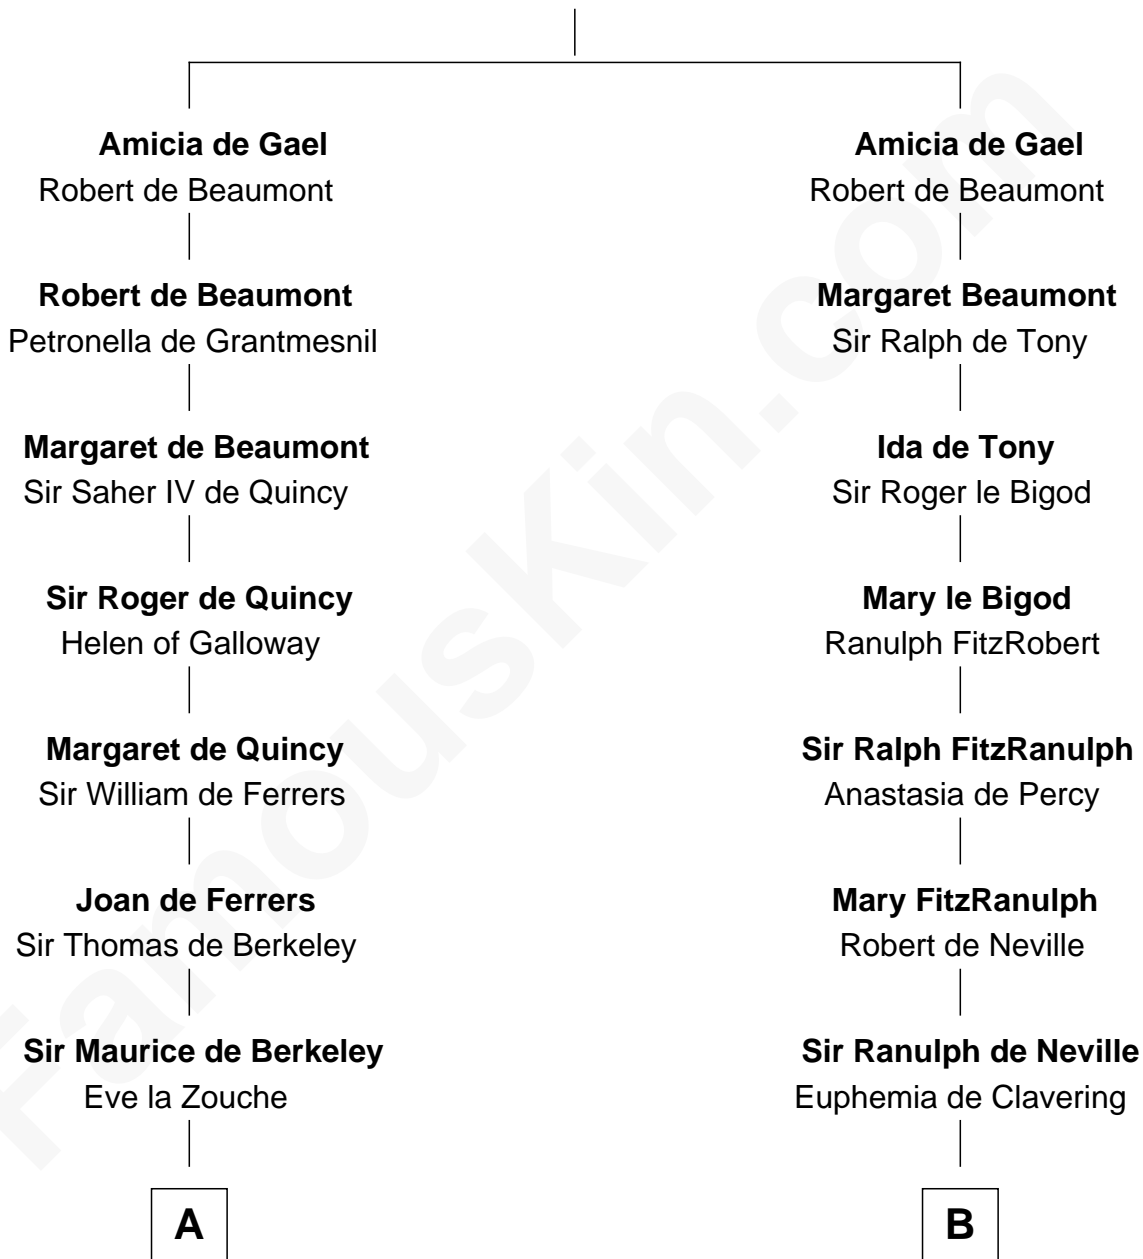 Amicia de Gael
Robert de Beaumont
Robert de Beaumont
Petronella de Grantmesnil
Margaret de Beaumont
Sir Saher IV de Quincy
Sir Roger de Quincy
Helen of Galloway
Margaret de Quincy
Sir William de Ferrers
Joan de Ferrers
Sir Thomas de Berkeley
Sir Maurice de Berkeley
Eve la Zouche
A
Amicia de Gael
Robert de Beaumont
Margaret Beaumont
Sir Ralph de Tony
Ida de Tony
Sir Roger le Bigod
Mary le Bigod
Ranulph FitzRobert
Sir Ralph FitzRanulph
Anastasia de Percy
Mary FitzRanulph
Robert de Neville
Sir Ranulph de Neville
Euphemia de Clavering
B
FamousKin.com